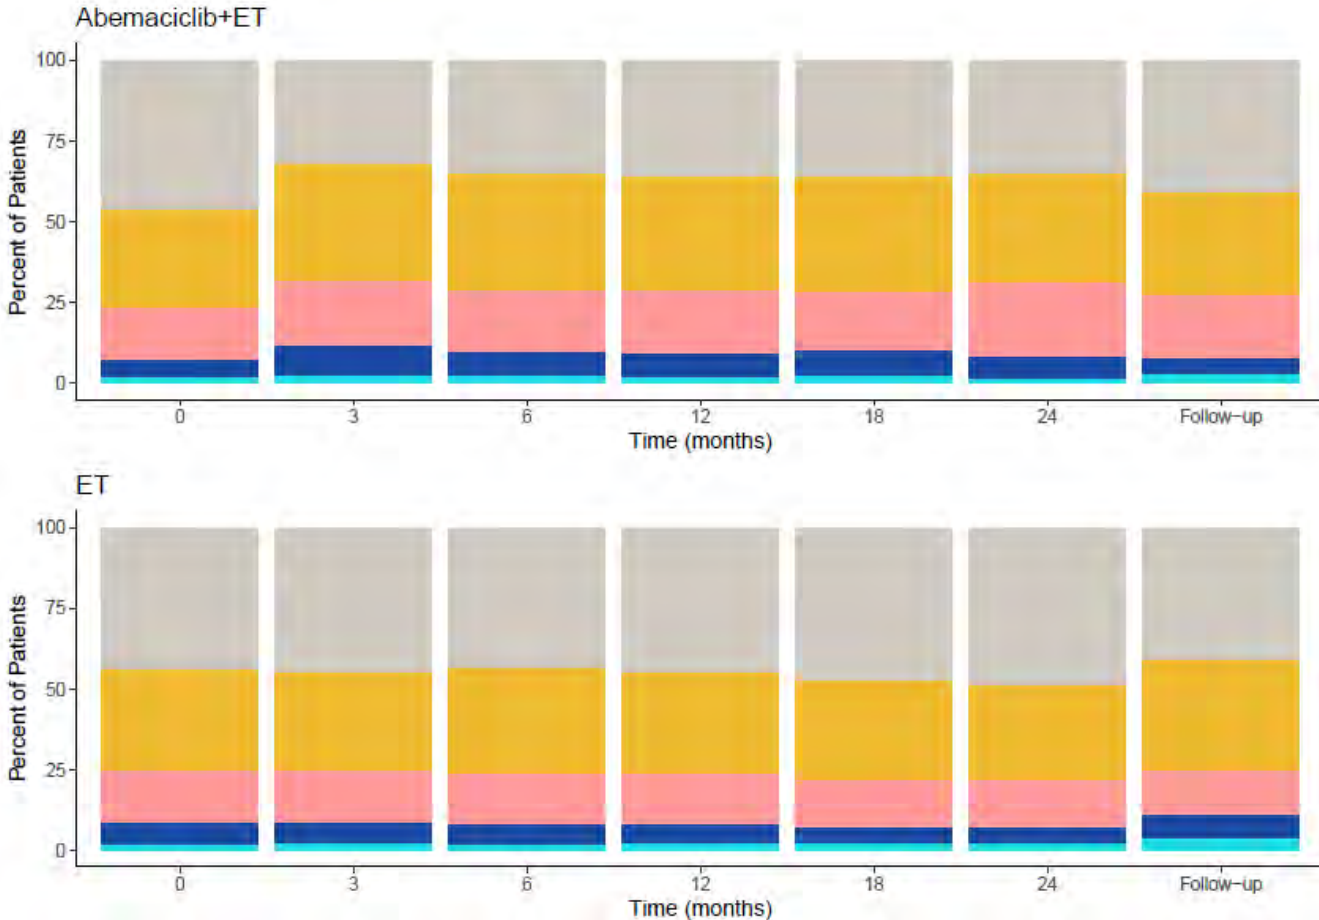 Abemaciclib+ET
100
75
50
25
0
Percent of Patients
0 3 6 12 18 24 Follow-up
Time (months)
ET
100
75
50
25
0
Percent of Patients
0 3 6 12 18 24 Follow-up
Time (months)